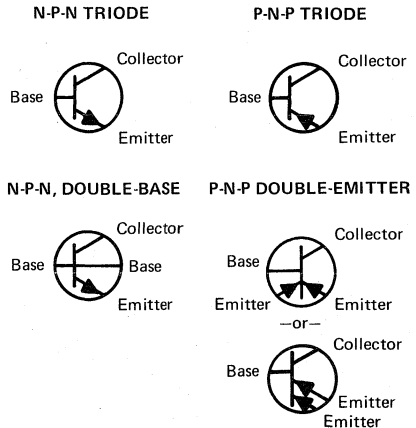 N-P-N TRIODE
Collector
Base
Emitter
P-N-P TRIODE
Collector
Base
Emitter
N-P-N, DOUBLE-BASE
Collector
Base
Base
Emitter
P-N-P DOUBLE-EMITTER
Collector
Base
Emitter
Emitter
—or—
Collector
Base
Emitter
Emitter